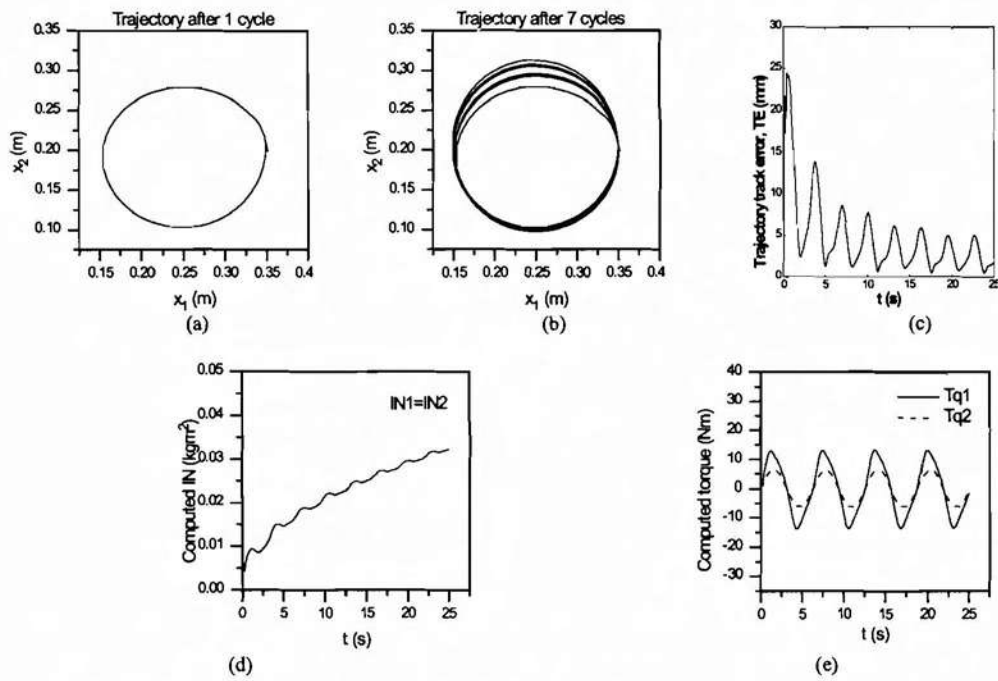 Trajectory after 1 cycle
0.35
0.30
0.25
0.20
0.15
0.10
x2 (m)
0.15 0.20 0.25 0.30 0.35 0.4
x1 (m)
(a)
Trajectory after 7 cycles
0.35
0.30
0.25
0.20
0.15
0.10
x2 (m)
0.15 0.20 0.25 0.30 0.35 0.4
x1 (m)
(b)
30
25
20
15
10
5
0
Trajectory track error, TE (mm)
0 5 10 15 20 25
t (s)
(c)
0.05
0.04
0.03
0.02
0.01
0.00
Computed IN (kgm²)
IN1=IN2
0 5 10 15 20 25
t (s)
(d)
40
30
20
10
0
-10
-20
-30
Computed torque (Nm)
Tq1
Tq2
0 5 10 15 20 25
t (s)
(e)